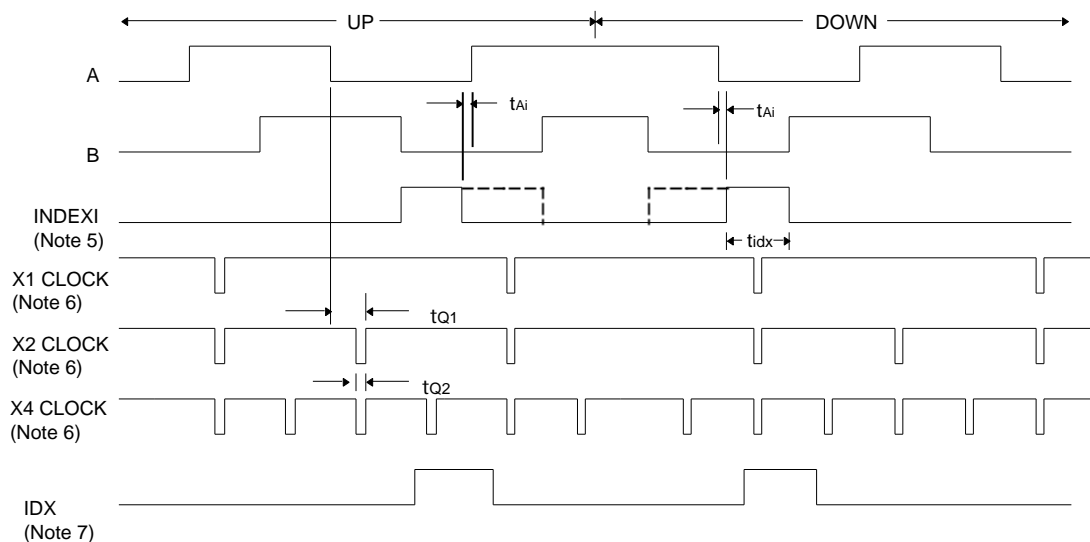 UP DOWN
A
tAi tAi
B
INDEXI
(Note 5)
tidx
X1 CLOCK
(Note 6)
tQ1
X2 CLOCK
(Note 6)
tQ2
X4 CLOCK
(Note 6)
IDX
(Note 7)